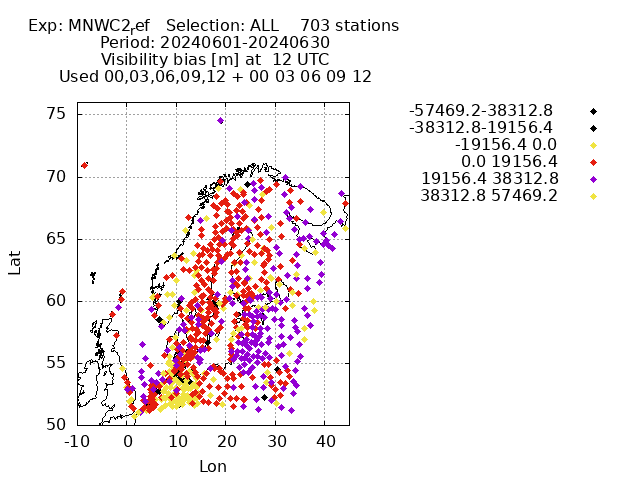 Exp: MNWC2ref   Selection: ALL    703 stations
Period: 20240601-20240630
Visibility bias [m] at  12 UTC
Used 00,03,06,09,12 + 00 03 06 09 12
-57469.2-38312.8
-38312.8-19156.4
-19156.4 0.0
0.0 19156.4
19156.4 38312.8
38312.8 57469.2
75
70
65
60
55
50
Lat
-10 0 10 20 30 40
Lon